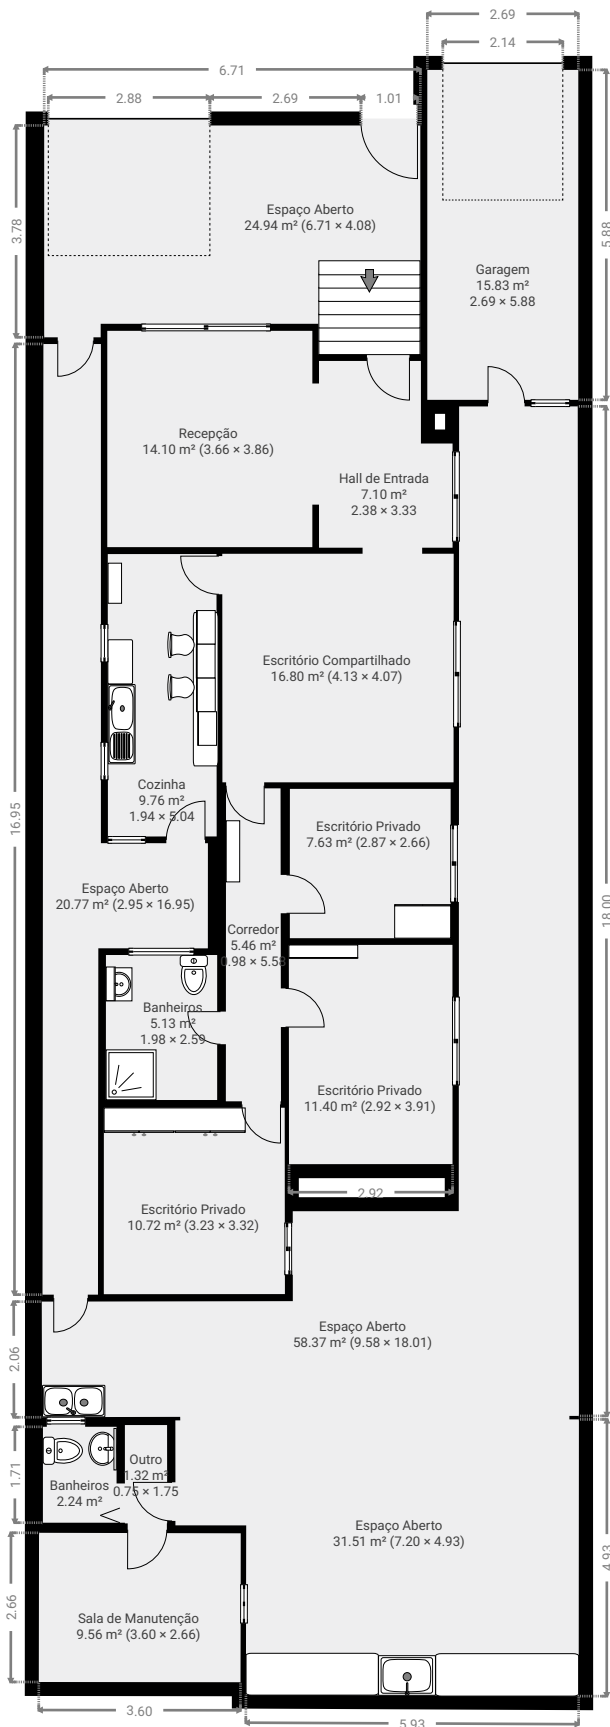 2.69
2.14
6.71
2.88
2.69
1.01
3.78
5.88
Espaço Aberto
24.94 m² (6.71 × 4.08)
Garagem
15.83 m²
2.69 × 5.88
Recepção
14.10 m² (3.66 × 3.86)
Hall de Entrada
7.10 m²
2.38 × 3.33
Escritório Compartilhado
16.80 m² (4.13 × 4.07)
Cozinha
9.76 m²
1.94 × 5.04
16.95
Escritório Privado
7.63 m² (2.87 × 2.66)
Espaço Aberto
20.77 m² (2.95 × 16.95)
18.00
Corredor
5.46 m²
0.98 × 5.58
Banheiros
5.13 m²
1.98 × 2.59
Escritório Privado
11.40 m² (2.92 × 3.91)
2.92
Escritório Privado
10.72 m² (3.23 × 3.32)
Espaço Aberto
58.37 m² (9.58 × 18.01)
2.06
1.71
Outro
1.32 m²
0.75 × 1.75
Banheiros
2.24 m²
Espaço Aberto
31.51 m² (7.20 × 4.93)
4.93
2.66
Sala de Manutenção
9.56 m² (3.60 × 2.66)
3.60
5.93